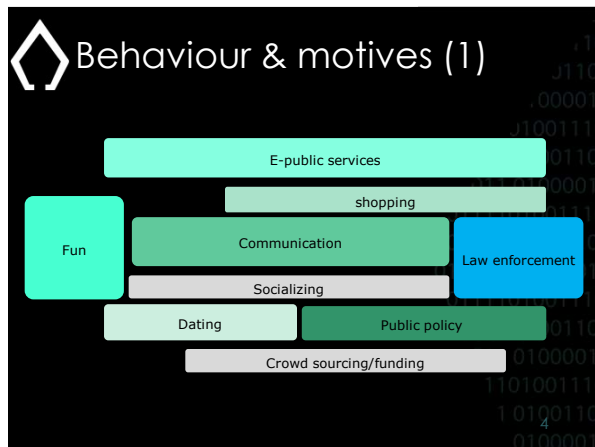 Behaviour & motives (1)
E-public services
shopping
Fun
Communication
Law enforcement
Socializing
Dating
Public policy
Crowd sourcing/funding
4